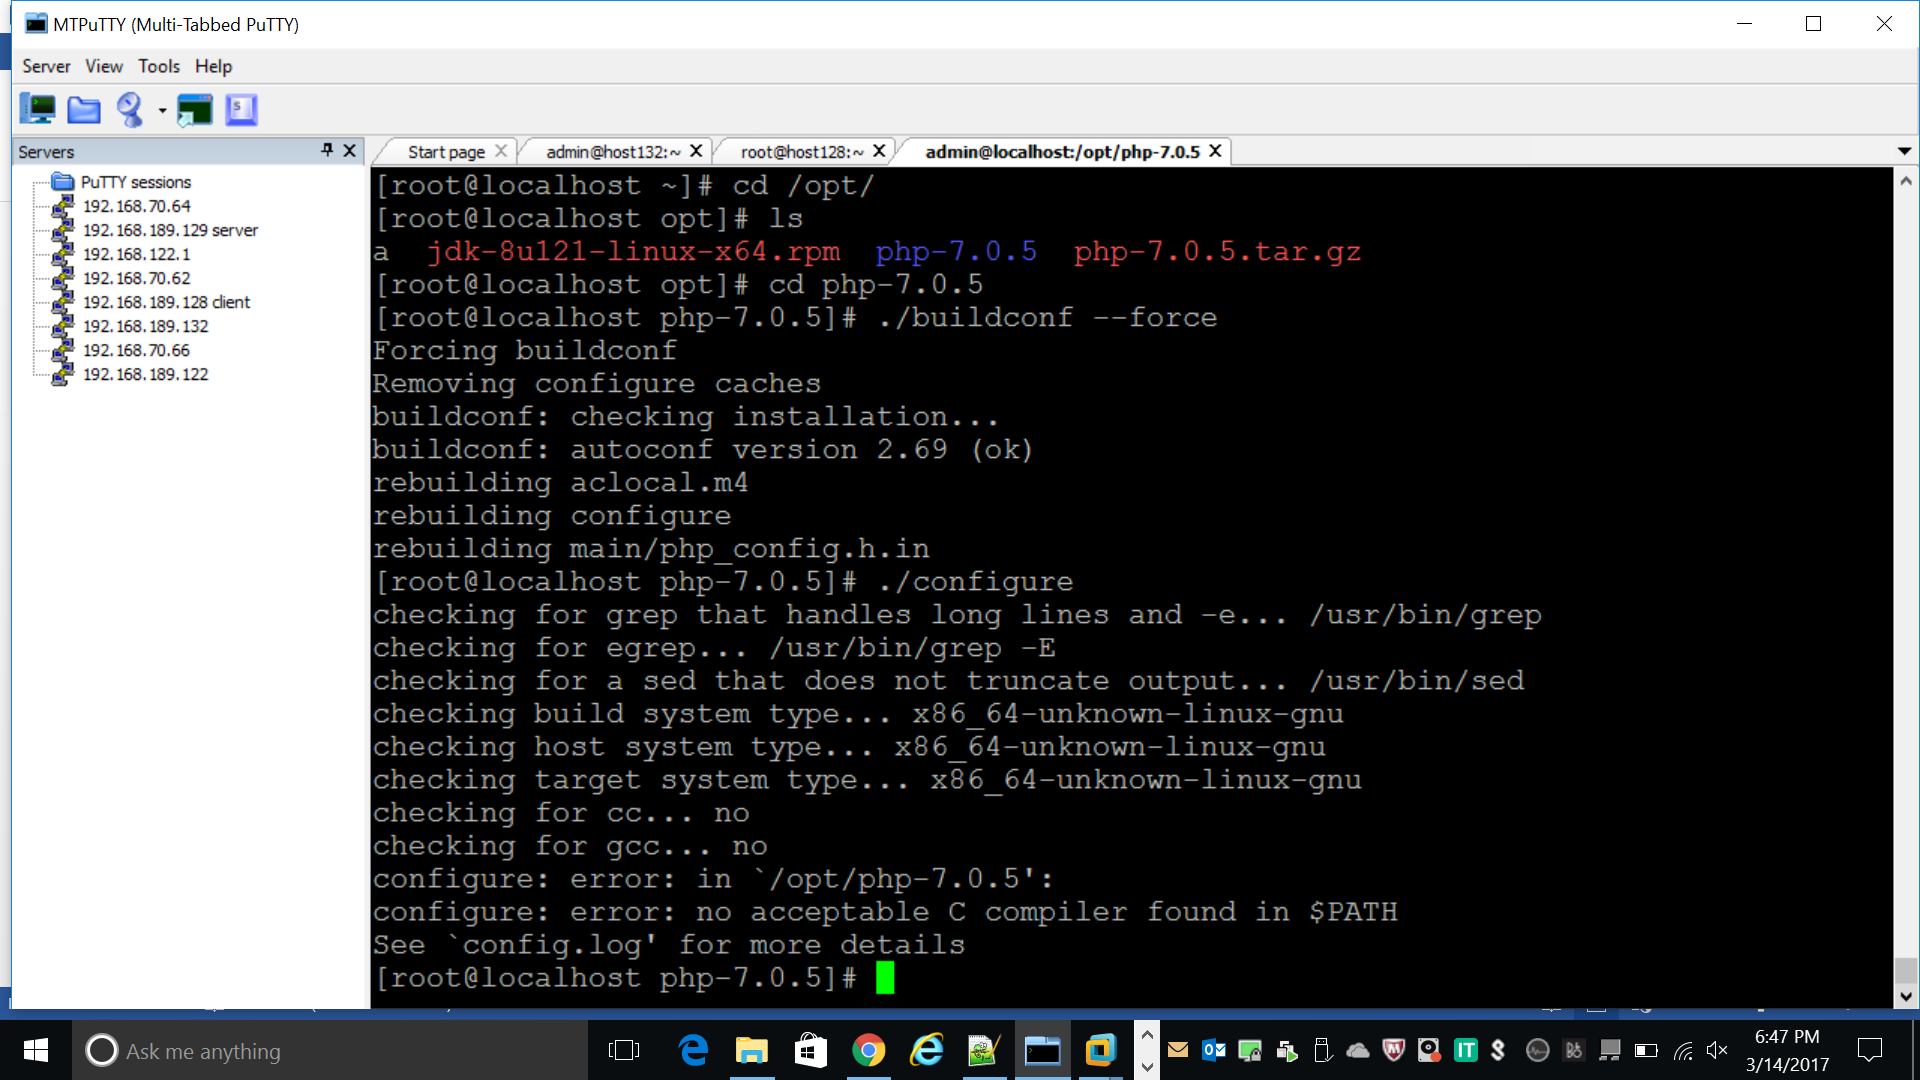 MTPuTTY (Multi-Tabbed PuTTY)
Server View Tools Help
Servers
PuTTY sessions
192.168.70.64
192.168.189.129 server
192.168.122.1
192.168.70.62
192.168.189.128 client
192.168.189.132
192.168.70.66
192.168.189.122
Start page admin@host132:~ root@host128:~ admin@localhost:/opt/php-7.0.5
[root@localhost ~]# cd /opt/
[root@localhost opt]# ls
a jdk-8u121-linux-x64.rpm php-7.0.5 php-7.0.5.tar.gz
[root@localhost opt]# cd php-7.0.5
[root@localhost php-7.0.5]# ./buildconf --force
Forcing buildconf
Removing configure caches
buildconf: checking installation...
buildconf: autoconf version 2.69 (ok)
rebuilding aclocal.m4
rebuilding configure
rebuilding main/php_config.h.in
[root@localhost php-7.0.5]# ./configure
checking for grep that handles long lines and -e... /usr/bin/grep
checking for egrep... /usr/bin/grep -E
checking for a sed that does not truncate output... /usr/bin/sed
checking build system type... x86_64-unknown-linux-gnu
checking host system type... x86_64-unknown-linux-gnu
checking target system type... x86_64-unknown-linux-gnu
checking for cc... no
checking for gcc... no
configure: error: in `/opt/php-7.0.5':
configure: error: no acceptable C compiler found in $PATH
See `config.log' for more details
[root@localhost php-7.0.5]#
Ask me anything
6:47 PM
3/14/2017